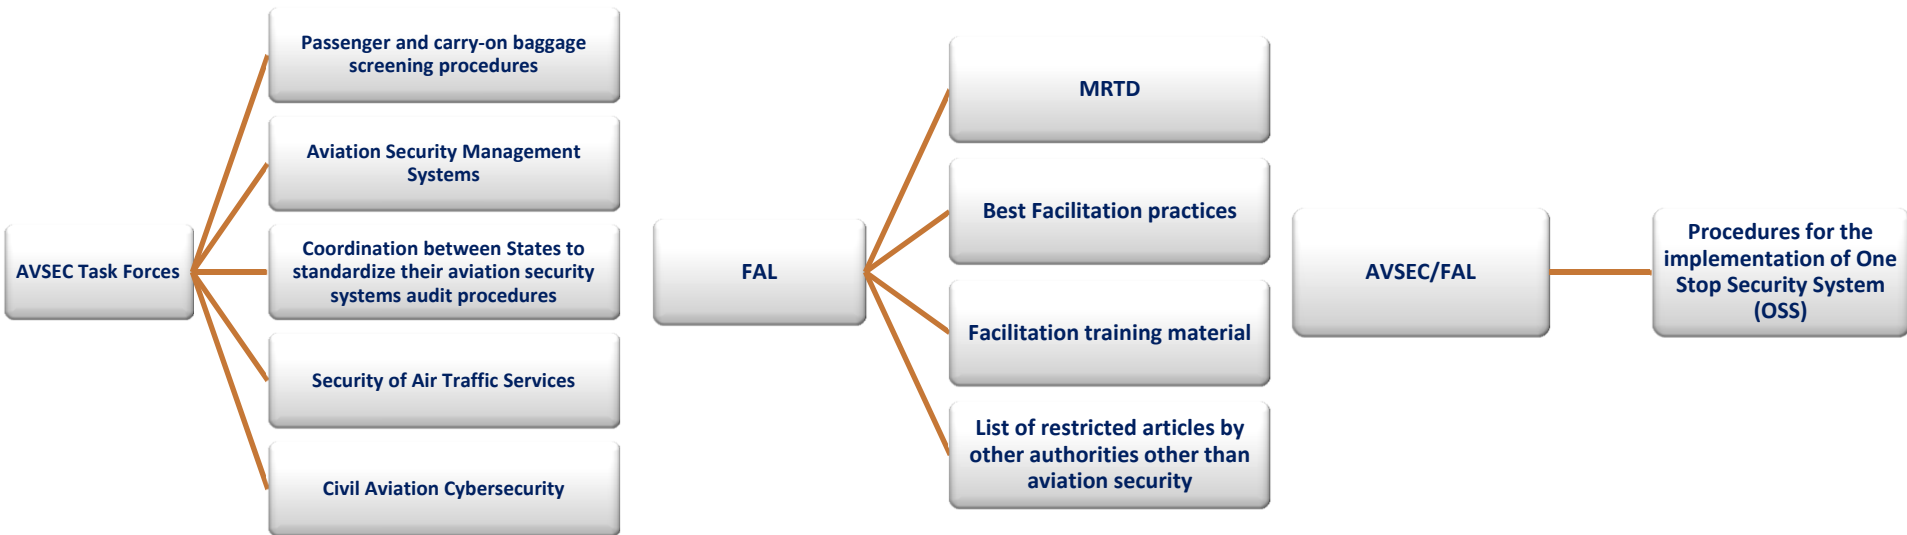 AVSEC Task Forces
Passenger and carry-on baggage
screening procedures
Aviation Security Management
Systems
Coordination between States to
standardize their aviation security
systems audit procedures
Security of Air Traffic Services
Civil Aviation Cybersecurity
FAL
MRTD
Best Facilitation practices
Facilitation training material
List of restricted articles by
other authorities other than
aviation security
AVSEC/FAL
Procedures for the
implementation of One
Stop Security System
(OSS)